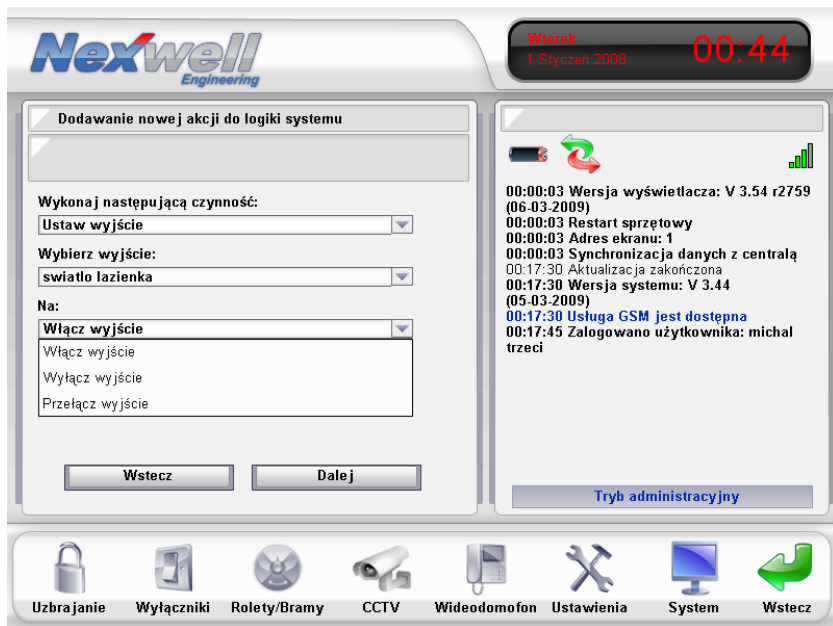 Nexwell
Engineering
Wtorek
1 Styczeń 2008
00:44
Dodawanie nowej akcji do logiki systemu
Wykonaj następującą czynność:
Ustaw wyjście
Wybierz wyjście:
swiatlo lazienka
Na:
Włącz wyjście
Włącz wyjście
Wyłącz wyjście
Przełącz wyjście
Wstecz
Dalej
00:00:03 Wersja wyświetlacza: V 3.54 r2759
(06-03-2009)
00:00:03 Restart sprzętowy
00:00:03 Adres ekranu: 1
00:00:03 Synchronizacja danych z centralą
00:17:30 Aktualizacja zakończona
00:17:30 Wersja systemu: V 3.44
(05-03-2009)
00:17:30 Usługa GSM jest dostępna
00:17:45 Zalogowano użytkownika: michal
trzeci
Tryb administracyjny
Uzbrajanie
Wyłączniki
Rolety/Bramy
CCTV
Wideodomofon
Ustawienia
System
Wstecz